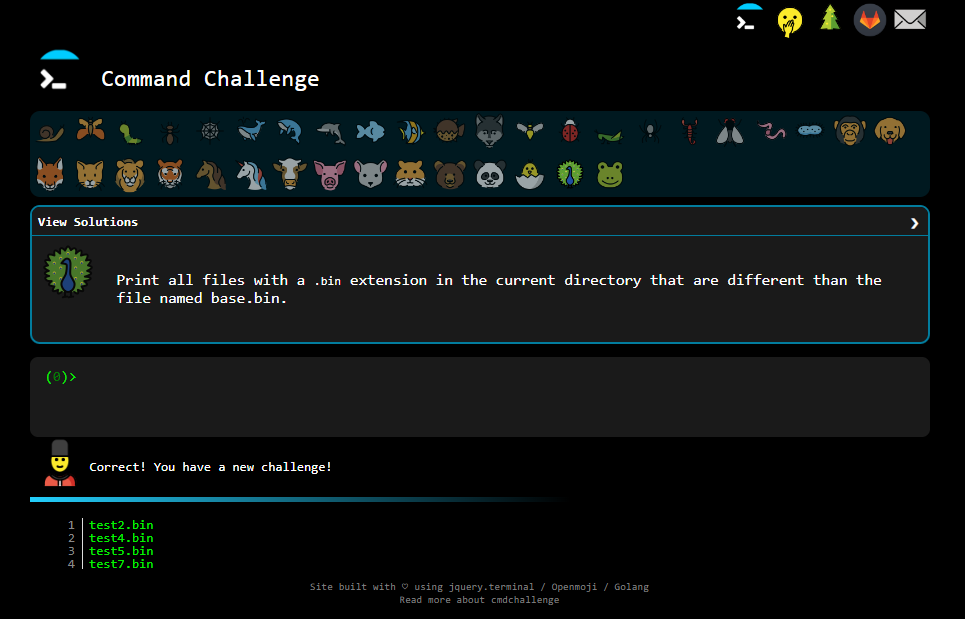 Command Challenge
View Solutions
Print all files with a .bin extension in the current directory that are different than the
file named base.bin.
(0)>
Correct! You have a new challenge!
1 test2.bin
2 test4.bin
3 test5.bin
4 test7.bin
Site built with ♡ using jquery.terminal / Openmoji / Golang
Read more about cmdchallenge